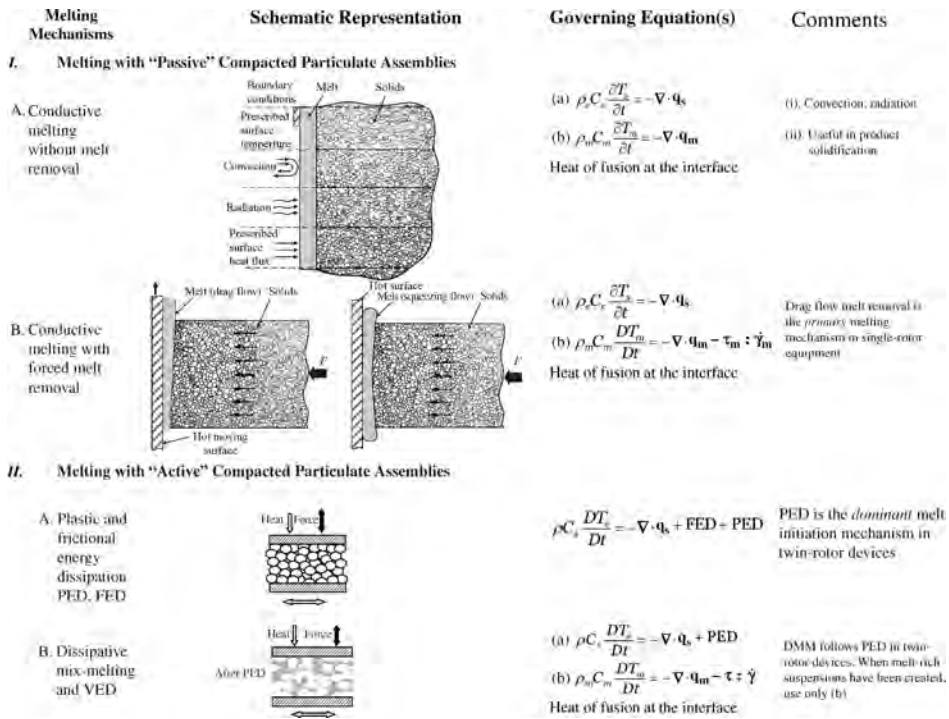 Melting Mechanisms
Schematic Representation
Governing Equation(s)
Comments
I. Melting with “Passive” Compacted Particulate Assemblies
A. Conductive
melting
without melt
removal
Boundary
conditions
Melt
Solids
Prescribed
surface
temperature
Convection
Radiation
Prescribed
surface
heat flux
(a) ρ_s C_s ∂T_s/∂t = −∇·q_s
(b) ρ_m C_m ∂T_m/∂t = −∇·q_m
Heat of fusion at the interface
(i). Convection, radiation
(ii). Useful in product
solidification
B. Conductive
melting with
forced melt
removal
Melt (drag flow) Solids
F
Hot moving
surface
Hot surface
Melt (squeezing flow) Solids
F
(a) ρ_s C_s ∂T_s/∂t = −∇·q_s
(b) ρ_m C_m DT_m/Dt = −∇·q_m − τ_m : γ̇_m
Heat of fusion at the interface
Drag flow melt removal is
the primary melting
mechanism in single-rotor
equipment
II. Melting with “Active” Compacted Particulate Assemblies
A. Plastic and
frictional
energy
dissipation
PED, FED
Heat Force
ρC_s DT_s/Dt = −∇·q_s + FED + PED
PED is the dominant melt
initiation mechanism in
twin-rotor devices
B. Dissipative
mix-melting
and VED
Heat Force
After PED
(a) ρC_s DT_s/Dt = −∇·q_s + PED
(b) ρ_m C_m DT_m/Dt = −∇·q_m − τ : γ̇
Heat of fusion at the interface
DMM follows PED in twin-
rotor-devices. When melt-rich
suspensions have been created,
use only (b)